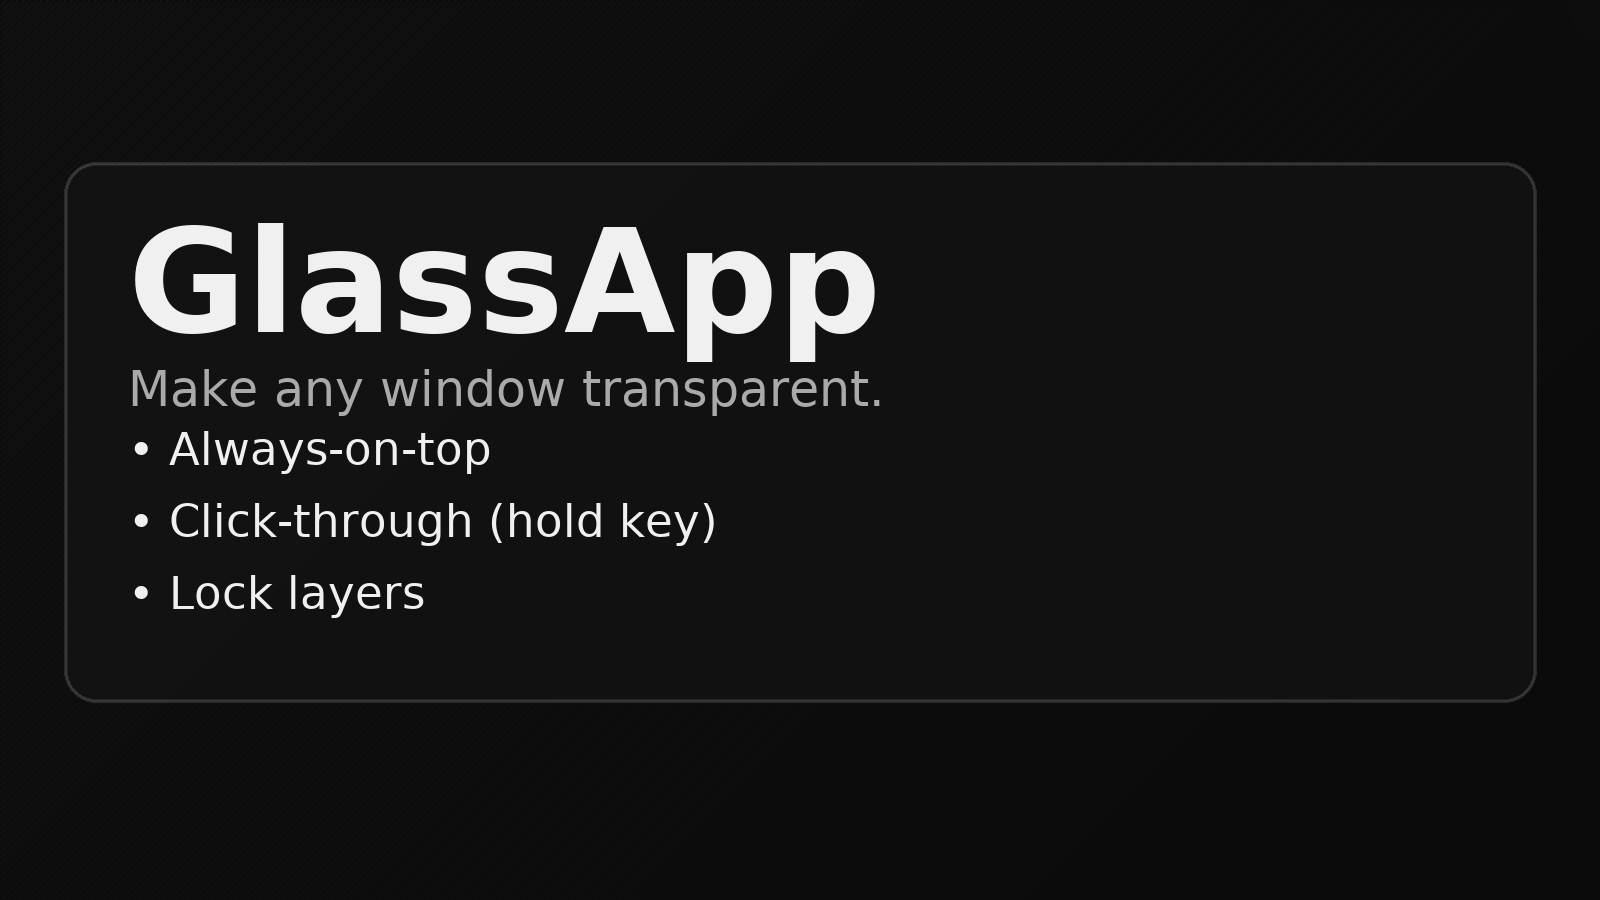 GlassApp
Make any window transparent.
• Always-on-top
• Click-through (hold key)
• Lock layers